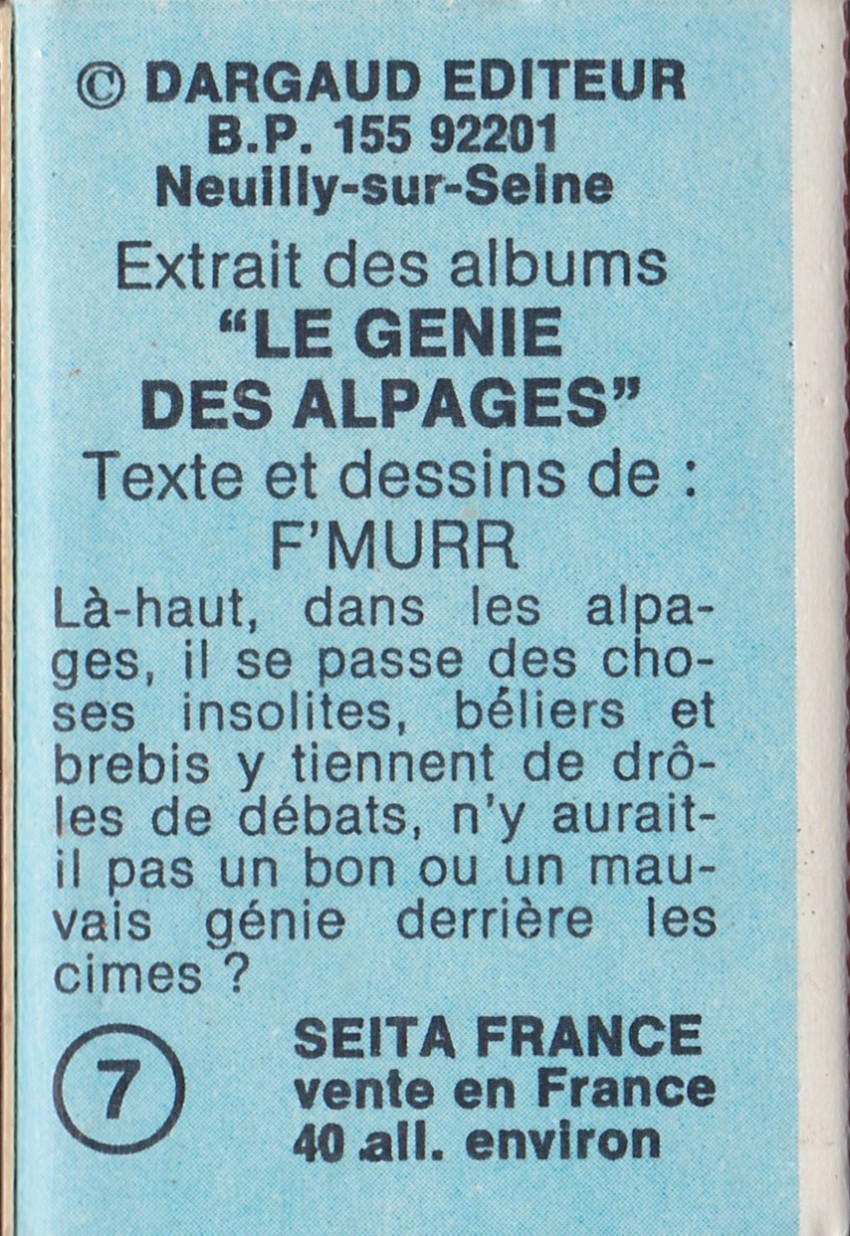 © DARGAUD EDITEUR
B.P. 155 92201
Neuilly-sur-Seine
Extrait des albums
“LE GENIE
DES ALPAGES”
Texte et dessins de :
F'MURR
Là-haut, dans les alpa-
ges, il se passe des cho-
ses insolites, béliers et
brebis y tiennent de drô-
les de débats, n'y aurait-
il pas un bon ou un mau-
vais génie derrière les
cimes ?
7
SEITA FRANCE
vente en France
40 all. environ